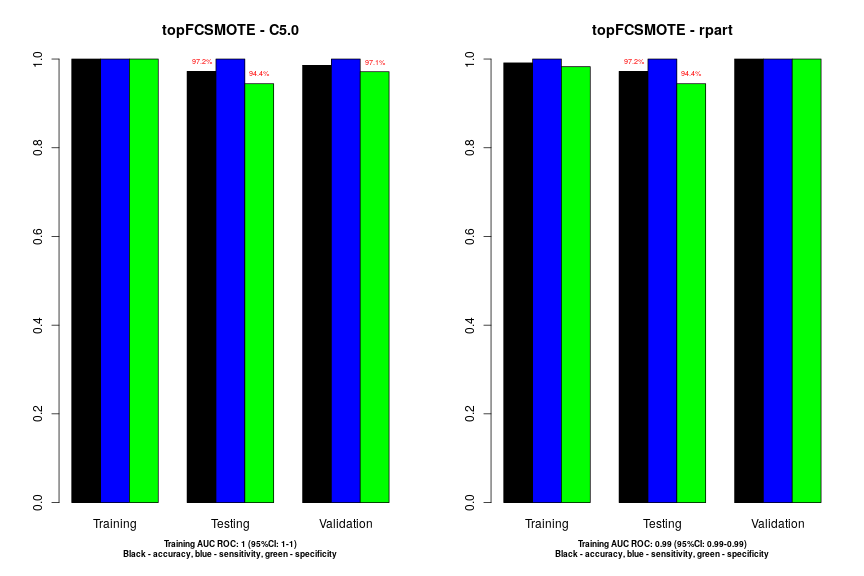 topFCSMOTE - C5.0
97.2%
94.4%
97.1%
1.0
0.8
0.6
0.4
0.2
0.0
Training
Testing
Validation
Training AUC ROC: 1 (95%CI: 1-1)
Black - accuracy, blue - sensitivity, green - specificity
topFCSMOTE - rpart
97.2%
94.4%
1.0
0.8
0.6
0.4
0.2
0.0
Training
Testing
Validation
Training AUC ROC: 0.99 (95%CI: 0.99-0.99)
Black - accuracy, blue - sensitivity, green - specificity